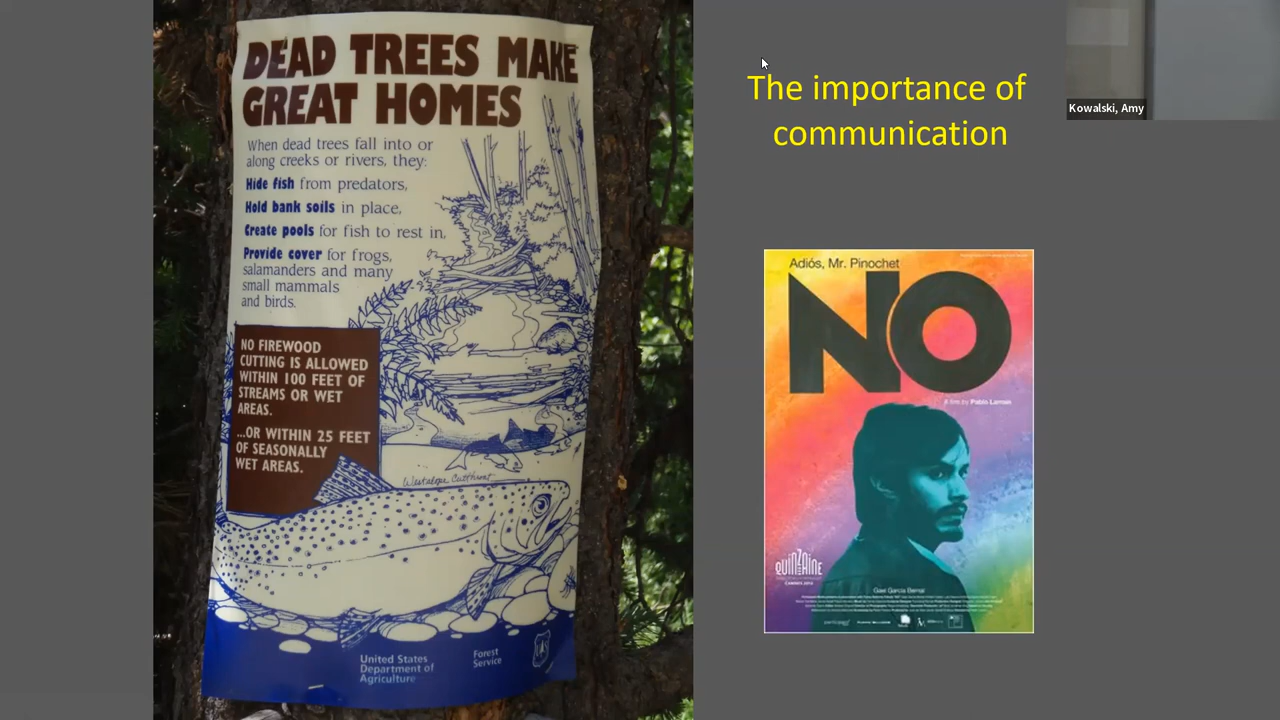 DEAD TREES MAKE
GREAT HOMES
When dead trees fall into or
along creeks or rivers, they:
Hide fish from predators,
Hold bank soils in place,
Create pools for fish to rest in,
Provide cover for frogs,
salamanders and many
small mammals
and birds.
NO FIREWOOD
CUTTING IS ALLOWED
WITHIN 100 FEET OF
STREAMS OR WET
AREAS.
...OR WITHIN 25 FEET
OF SEASONALLY
WET AREAS.
Westslope Cutthroat
United States
Department of
Agriculture
Forest
Service
UAS
The importance of
communication
Adiós, Mr. Pinochet
NO
A film by Pablo Larraín
QUINZAINE
Gael García Bernal
Kowalski, Amy